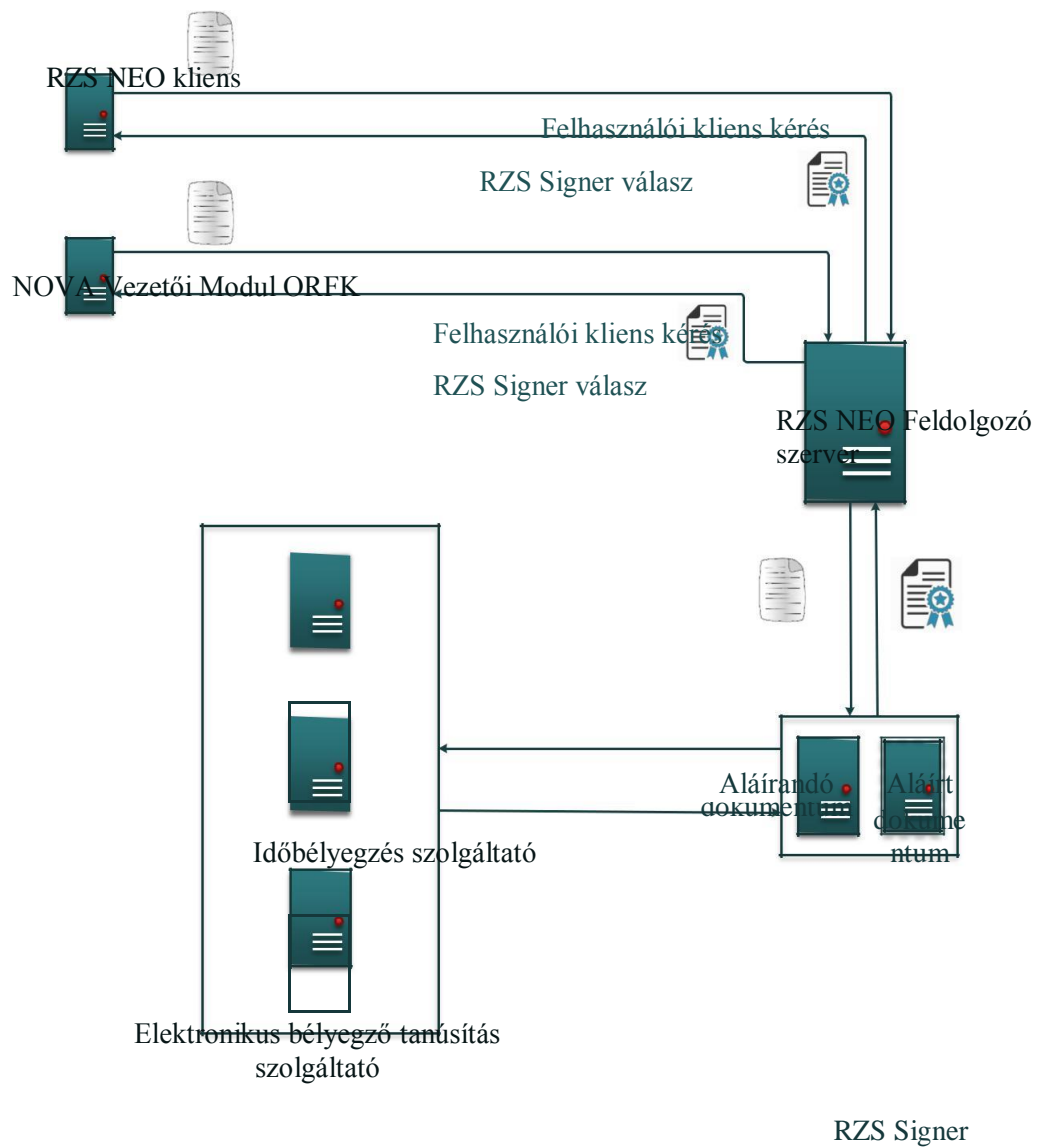 RZS NEO kliens
Felhasználói kliens kérés
RZS Signer válasz
NOVA Vezetői Modul ORFK
Felhasználói kliens kérés
RZS Signer válasz
RZS NEO Feldolgozó
szerver
Aláírandó
dokumentum
Aláírt
dokume
ntum
Időbélyegzés szolgáltató
Elektronikus bélyegző tanúsítás
szolgáltató
RZS Signer